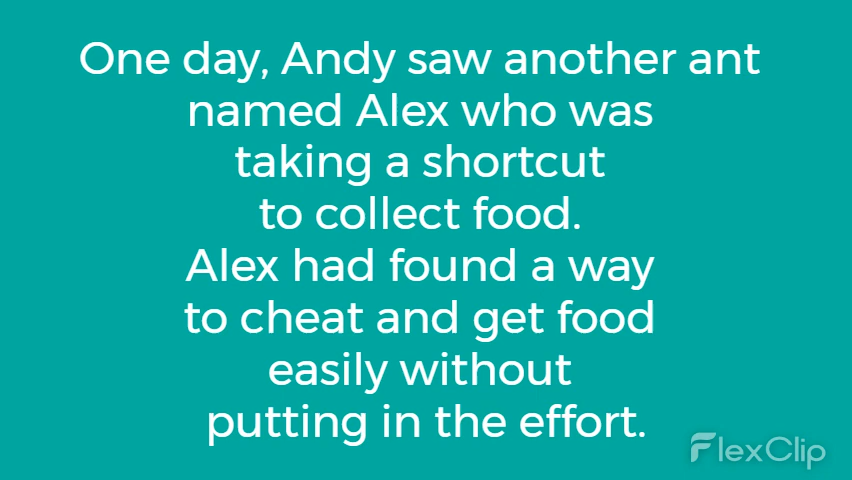 One day, Andy saw another ant
named Alex who was
taking a shortcut
to collect food.
Alex had found a way
to cheat and get food
easily without
putting in the effort.
FlexClip